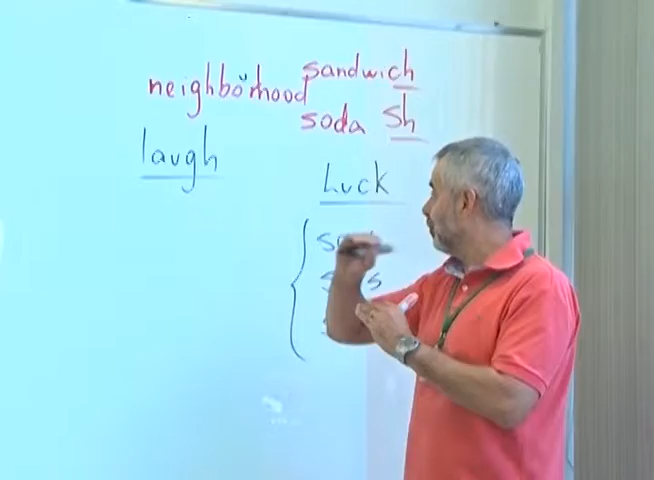 neighborhood
sandwich
soda sh
laugh
Luck